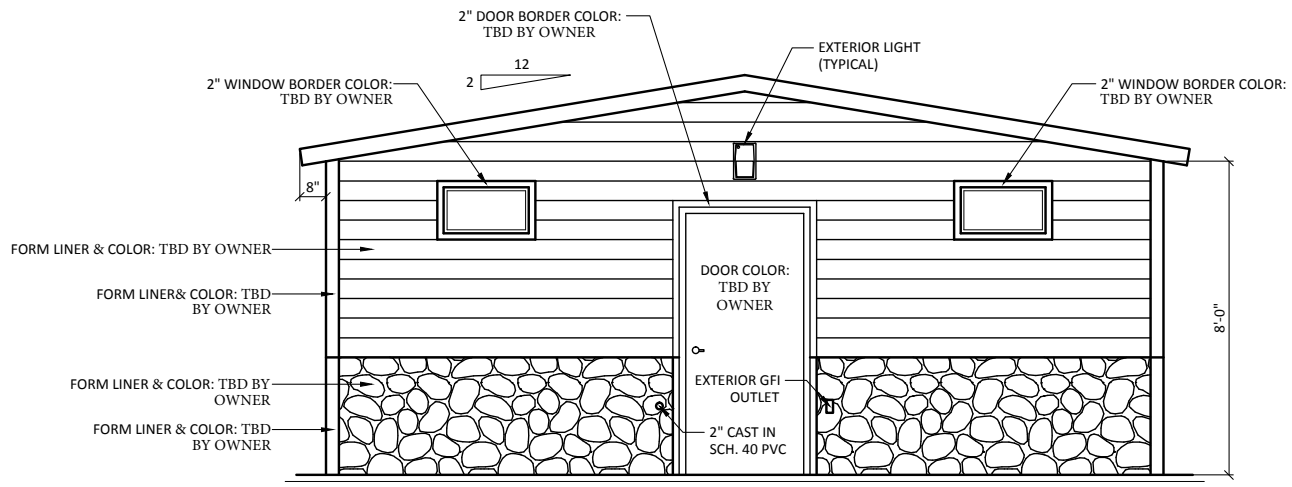 2" DOOR BORDER COLOR:
TBD BY OWNER
EXTERIOR LIGHT
(TYPICAL)
12
2
2" WINDOW BORDER COLOR:
TBD BY OWNER
2" WINDOW BORDER COLOR:
TBD BY OWNER
8"
FORM LINER & COLOR: TBD BY OWNER
DOOR COLOR:
TBD BY
OWNER
FORM LINER& COLOR: TBD
BY OWNER
8'-0"
FORM LINER & COLOR: TBD BY
OWNER
EXTERIOR GFI
OUTLET
FORM LINER & COLOR: TBD
BY OWNER
2" CAST IN
SCH. 40 PVC